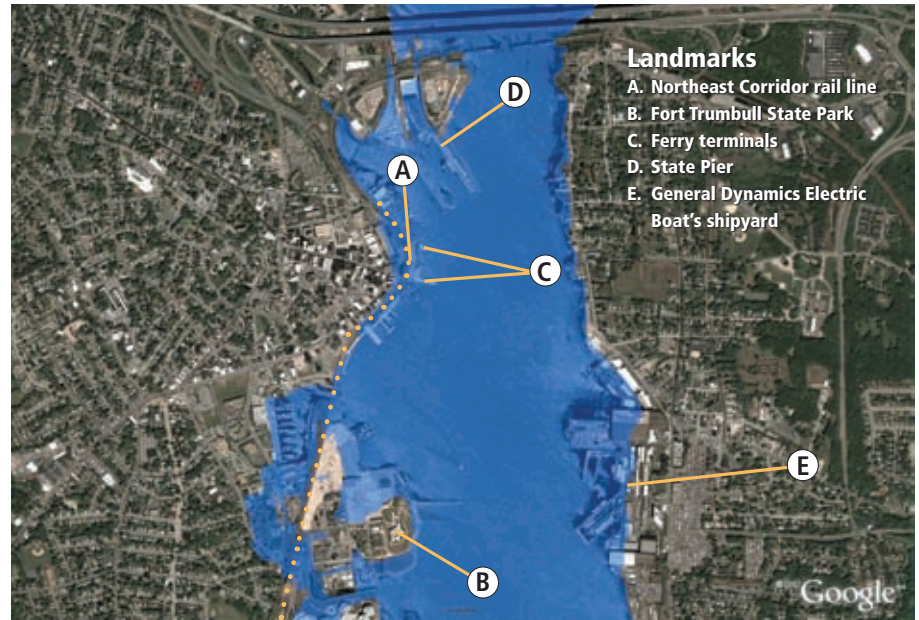 Landmarks
A. Northeast Corridor rail line
B. Fort Trumbull State Park
C. Ferry terminals
D. State Pier
E. General Dynamics Electric
Boat's shipyard
D
A
C
E
B
Google